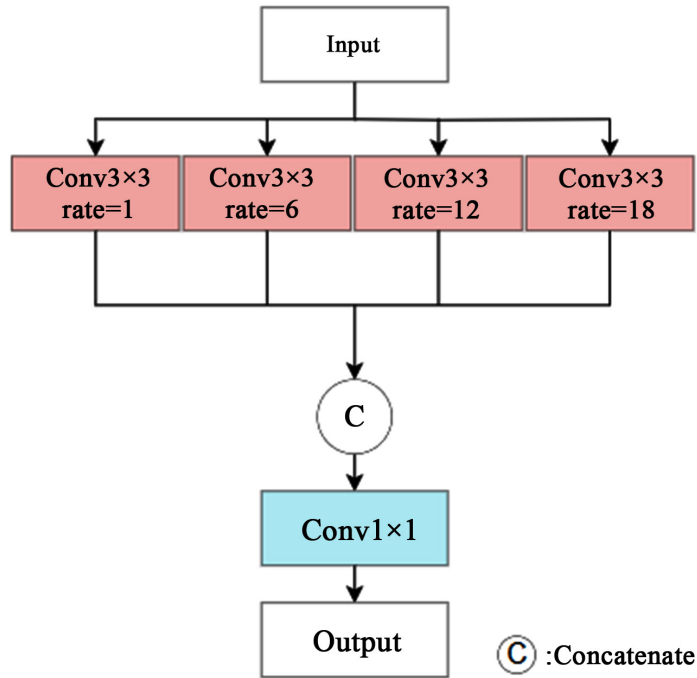 Input
Conv3×3
rate=1
Conv3×3
rate=6
Conv3×3
rate=12
Conv3×3
rate=18
C
Conv1×1
Output
C :Concatenate